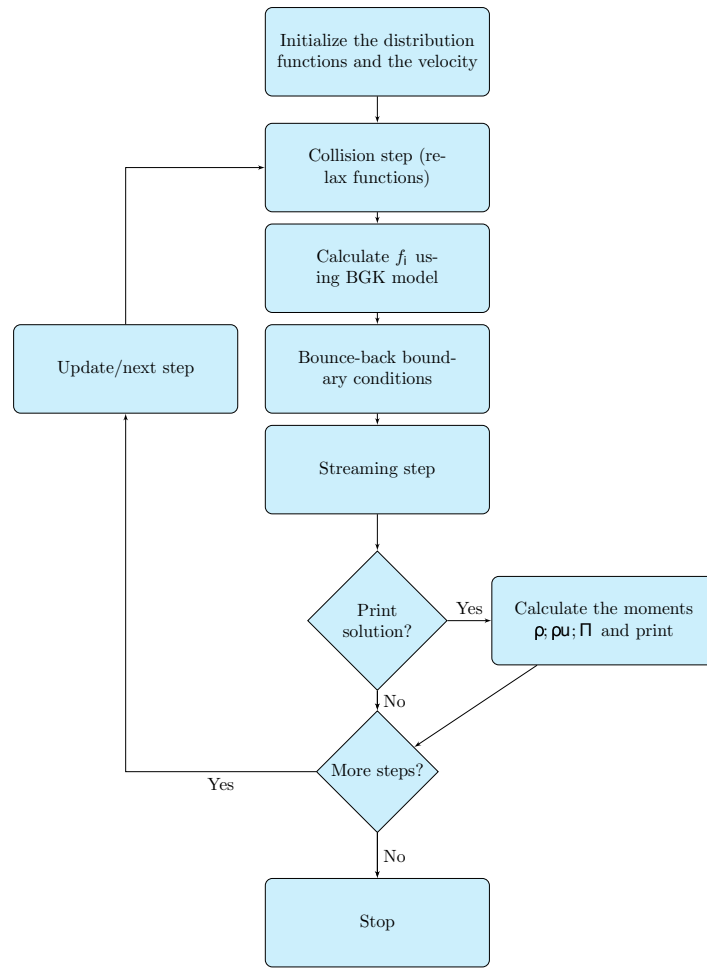 Initialize the distribution
functions and the velocity
Collision step (re-
lax functions)
Calculate fᵢ us-
ing BGK model
Update/next step
Bounce-back bound-
ary conditions
Streaming step
Print
solution?
Yes
Calculate the moments
ρ; ρu; Π and print
No
More steps?
Yes
No
Stop